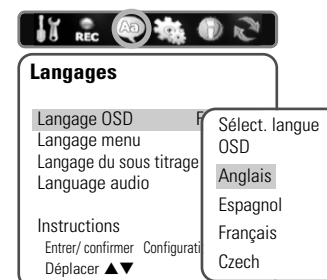 REC
Aa
Langages
Langage OSD
Langage menu
Langage du sous titrage
Language audio
Instructions
Entrer/ confirmer
Déplacer ▲▼
Sélect. langue
OSD
Anglais
Espagnol
Français
Czech